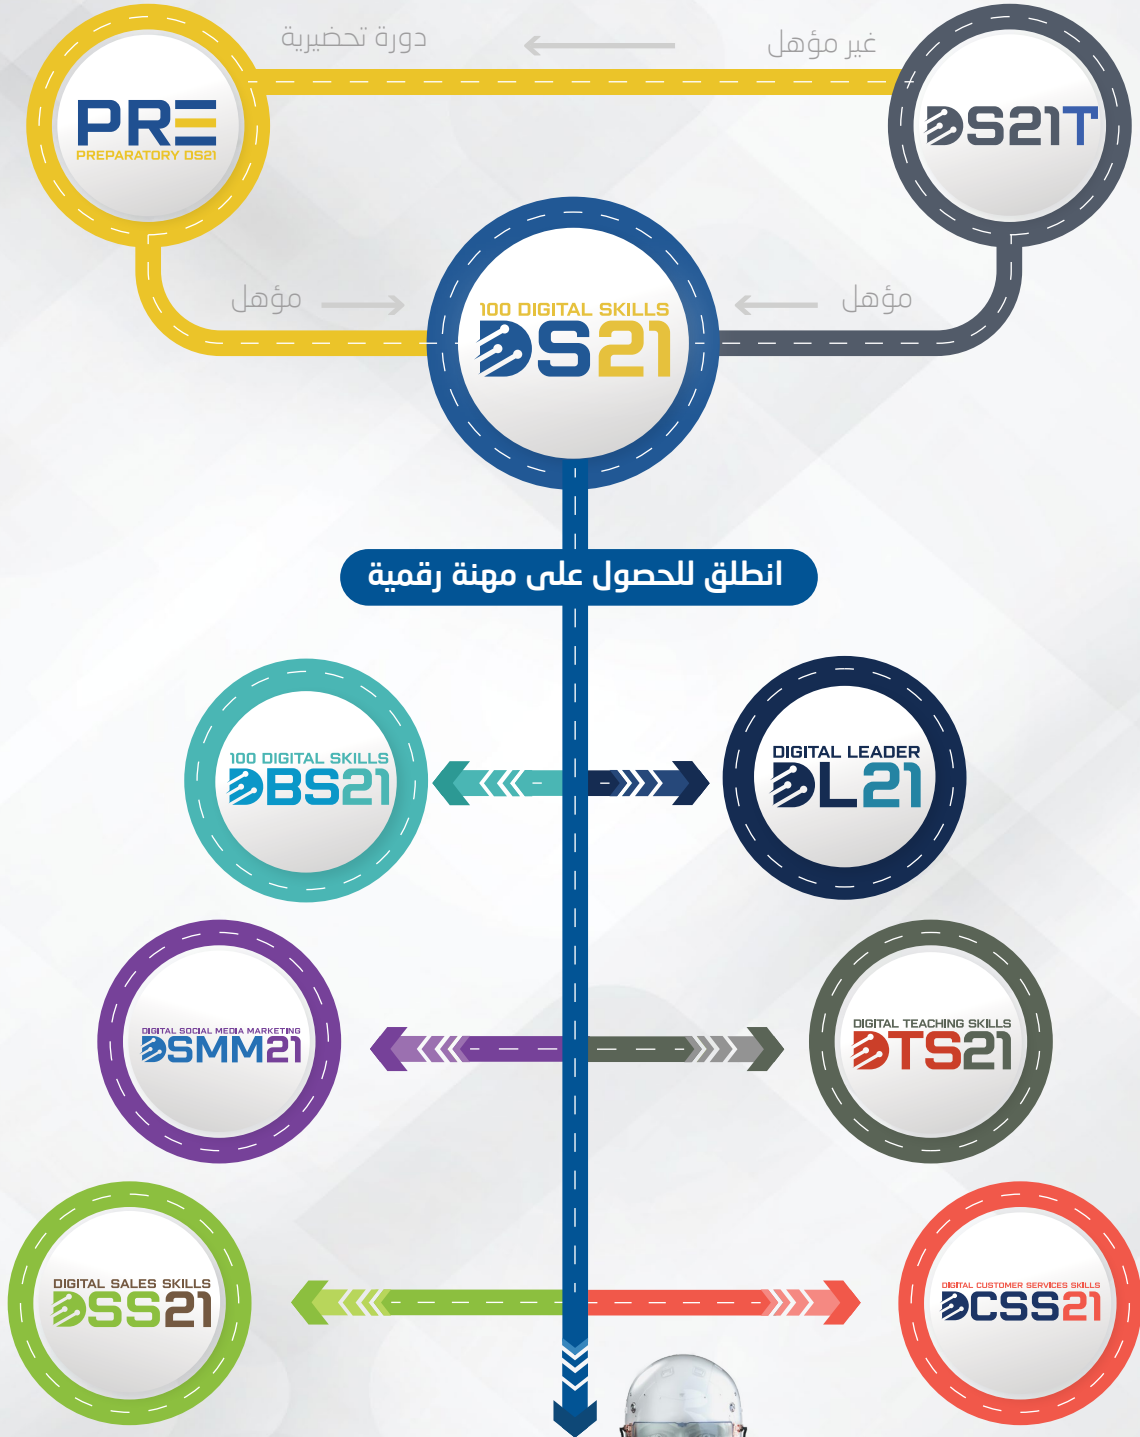 غير مؤهل
دورة تحضيرية
DS21T
PRE
PREPARATORY DS21
مؤهل
مؤهل
100 DIGITAL SKILLS
DS21
انطلق للحصول على مهنة رقمية
DIGITAL LEADER
DL21
100 DIGITAL SKILLS
DBS21
DIGITAL TEACHING SKILLS
DTS21
DIGITAL SOCIAL MEDIA MARKETING
DSMM21
DIGITAL CUSTOMER SERVICES SKILLS
DCSS21
DIGITAL SALES SKILLS
DSS21